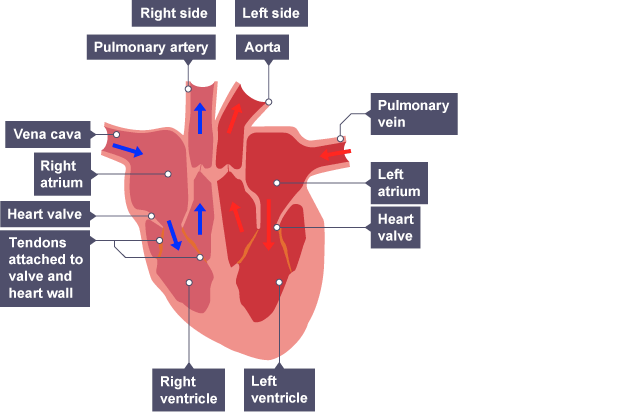 Right side
Left side
Pulmonary artery
Aorta
Pulmonary
vein
Vena cava
Right
atrium
Left
atrium
Heart valve
Heart
valve
Tendons
attached to
valve and
heart wall
Right
ventricle
Left
ventricle